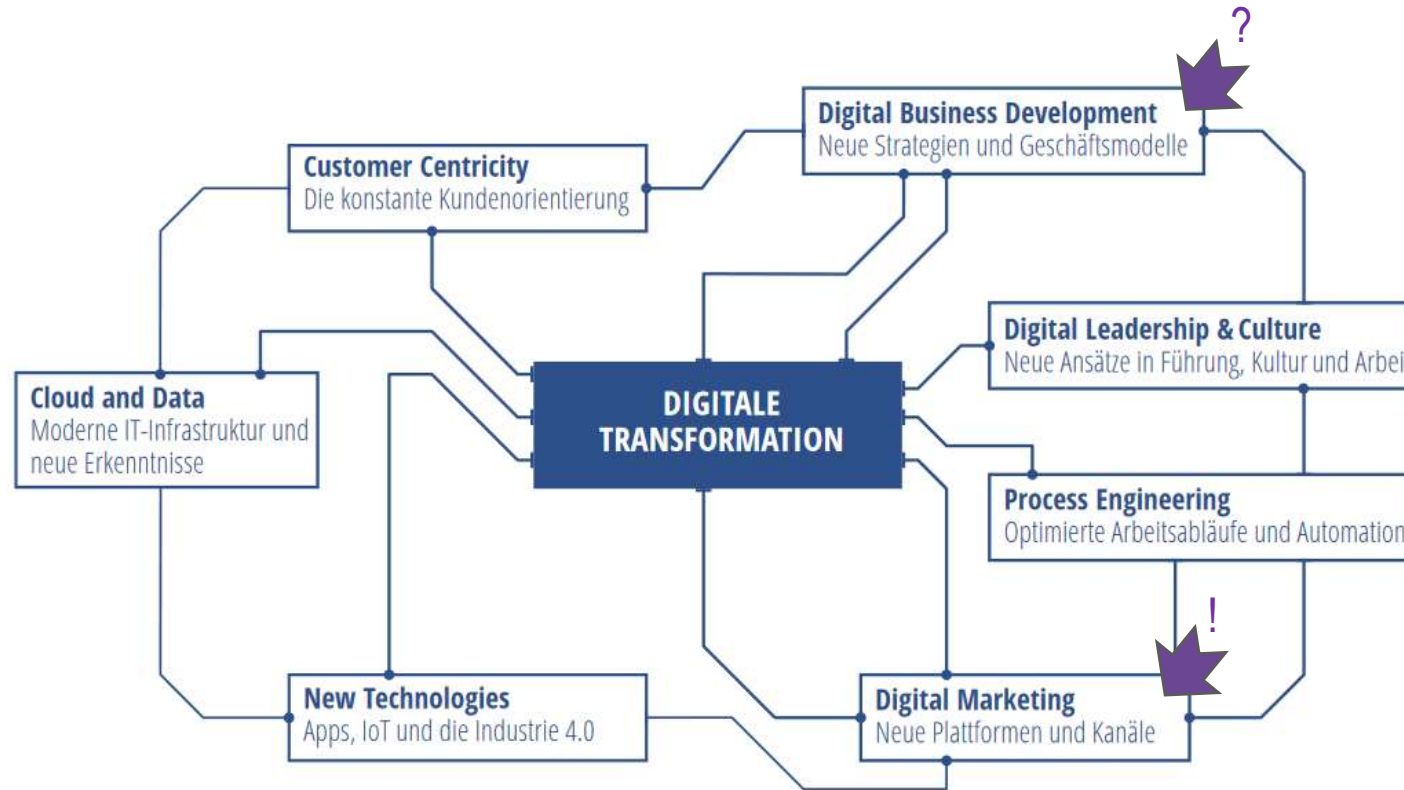 ?
Digital Business Development
Neue Strategien und Geschäftsmodelle
Customer Centricity
Die konstante Kundenorientierung
Digital Leadership & Culture
Neue Ansätze in Führung, Kultur und Arbei
Cloud and Data
Moderne IT-Infrastruktur und
neue Erkenntnisse
DIGITALE
TRANSFORMATION
Process Engineering
Optimierte Arbeitsabläufe und Automation
!
New Technologies
Apps, IoT und die Industrie 4.0
Digital Marketing
Neue Plattformen und Kanäle